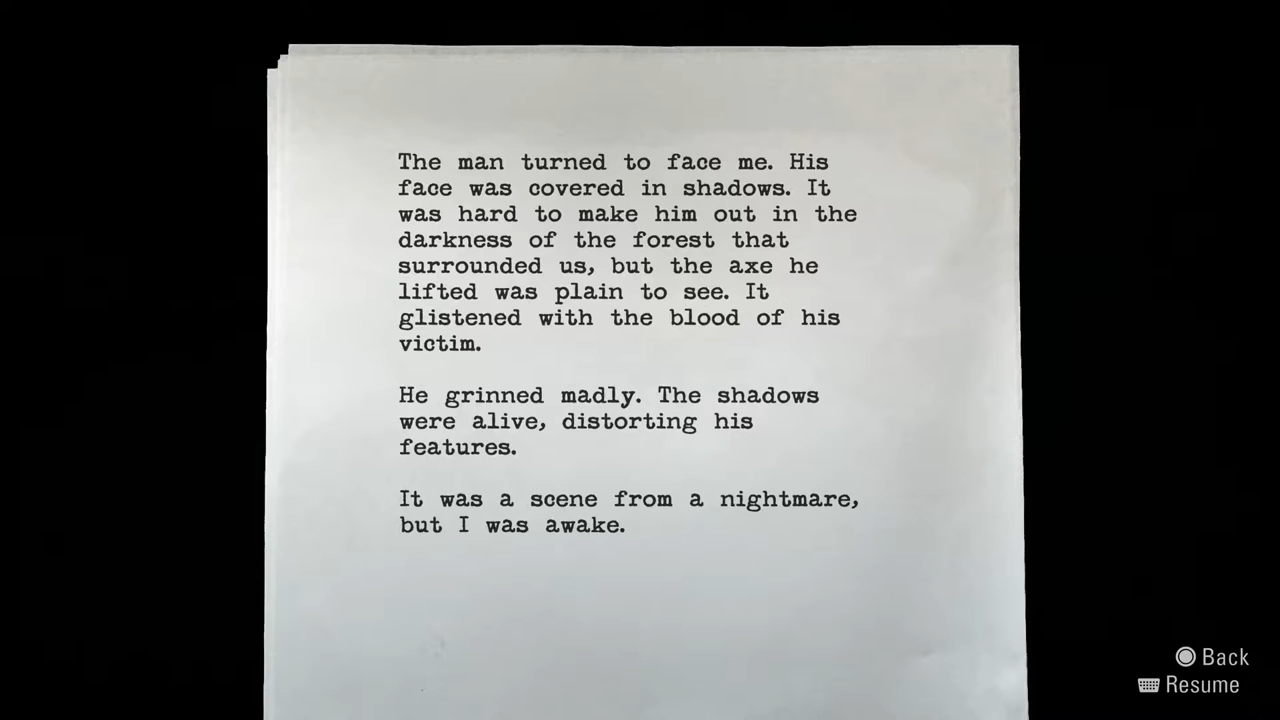 The man turned to face me. His
face was covered in shadows. It
was hard to make him out in the
darkness of the forest that
surrounded us, but the axe he
lifted was plain to see. It
glistened with the blood of his
victim.
He grinned madly. The shadows
were alive, distorting his
features.
It was a scene from a nightmare,
but I was awake.
Back
Resume